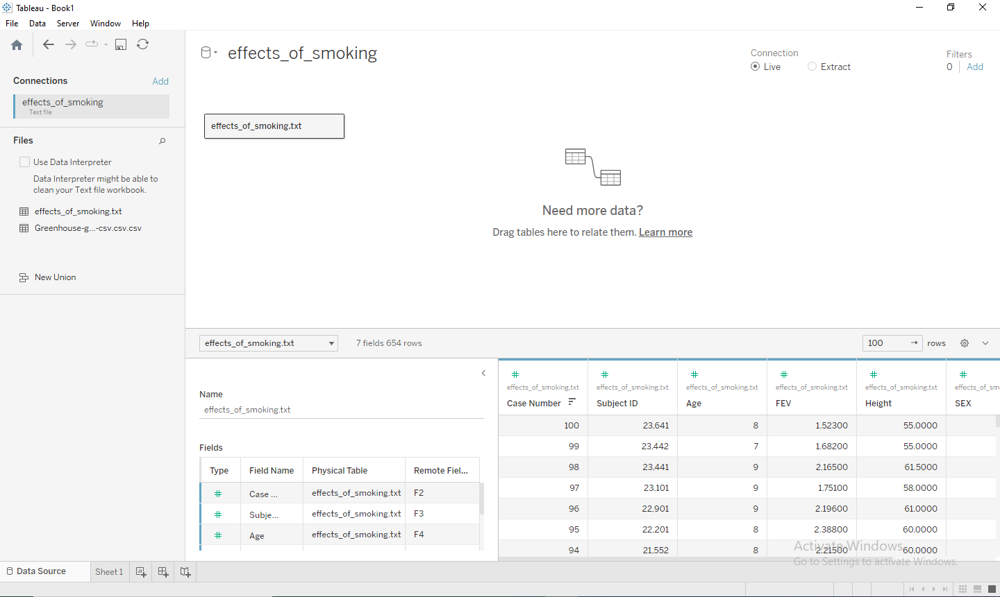 Tableau - Book1
File Data Server Window Help
effects_of_smoking
Connection
Live Extract
Filters
0 Add
Connections Add
effects_of_smoking
Text file
effects_of_smoking.txt
Files
Use Data Interpreter
Data Interpreter might be able to
clean your Text file workbook.
effects_of_smoking.txt
Greenhouse-g...-csv.csv.csv
New Union
Need more data?
Drag tables here to relate them. Learn more
effects_of_smoking.txt 7 fields 654 rows 100 → rows
Name
effects_of_smoking.txt
Fields
Type Field Name Physical Table Remote Fiel...
# Case ... effects_of_smoking.txt F2
# Subje... effects_of_smoking.txt F3
# Age effects_of_smoking.txt F4
# # # # # #
effects_of_smoking.txt effects_of_smoking.txt effects_of_smoking.txt effects_of_smoking.txt effects_of_smoking.txt effects_of_sm
Case Number Subject ID Age FEV Height SEX
100 23,641 8 1.52300 55.0000
99 23,442 7 1.68200 55.0000
98 23,441 9 2.16500 61.5000
97 23,101 9 1.75100 58.0000
96 22,901 9 2.19600 61.0000
95 22,201 8 2.38800 60.0000
94 21,552 8 2.21500 60.0000
Activate Windows
Go to Settings to activate Windows.
Data Source Sheet 1